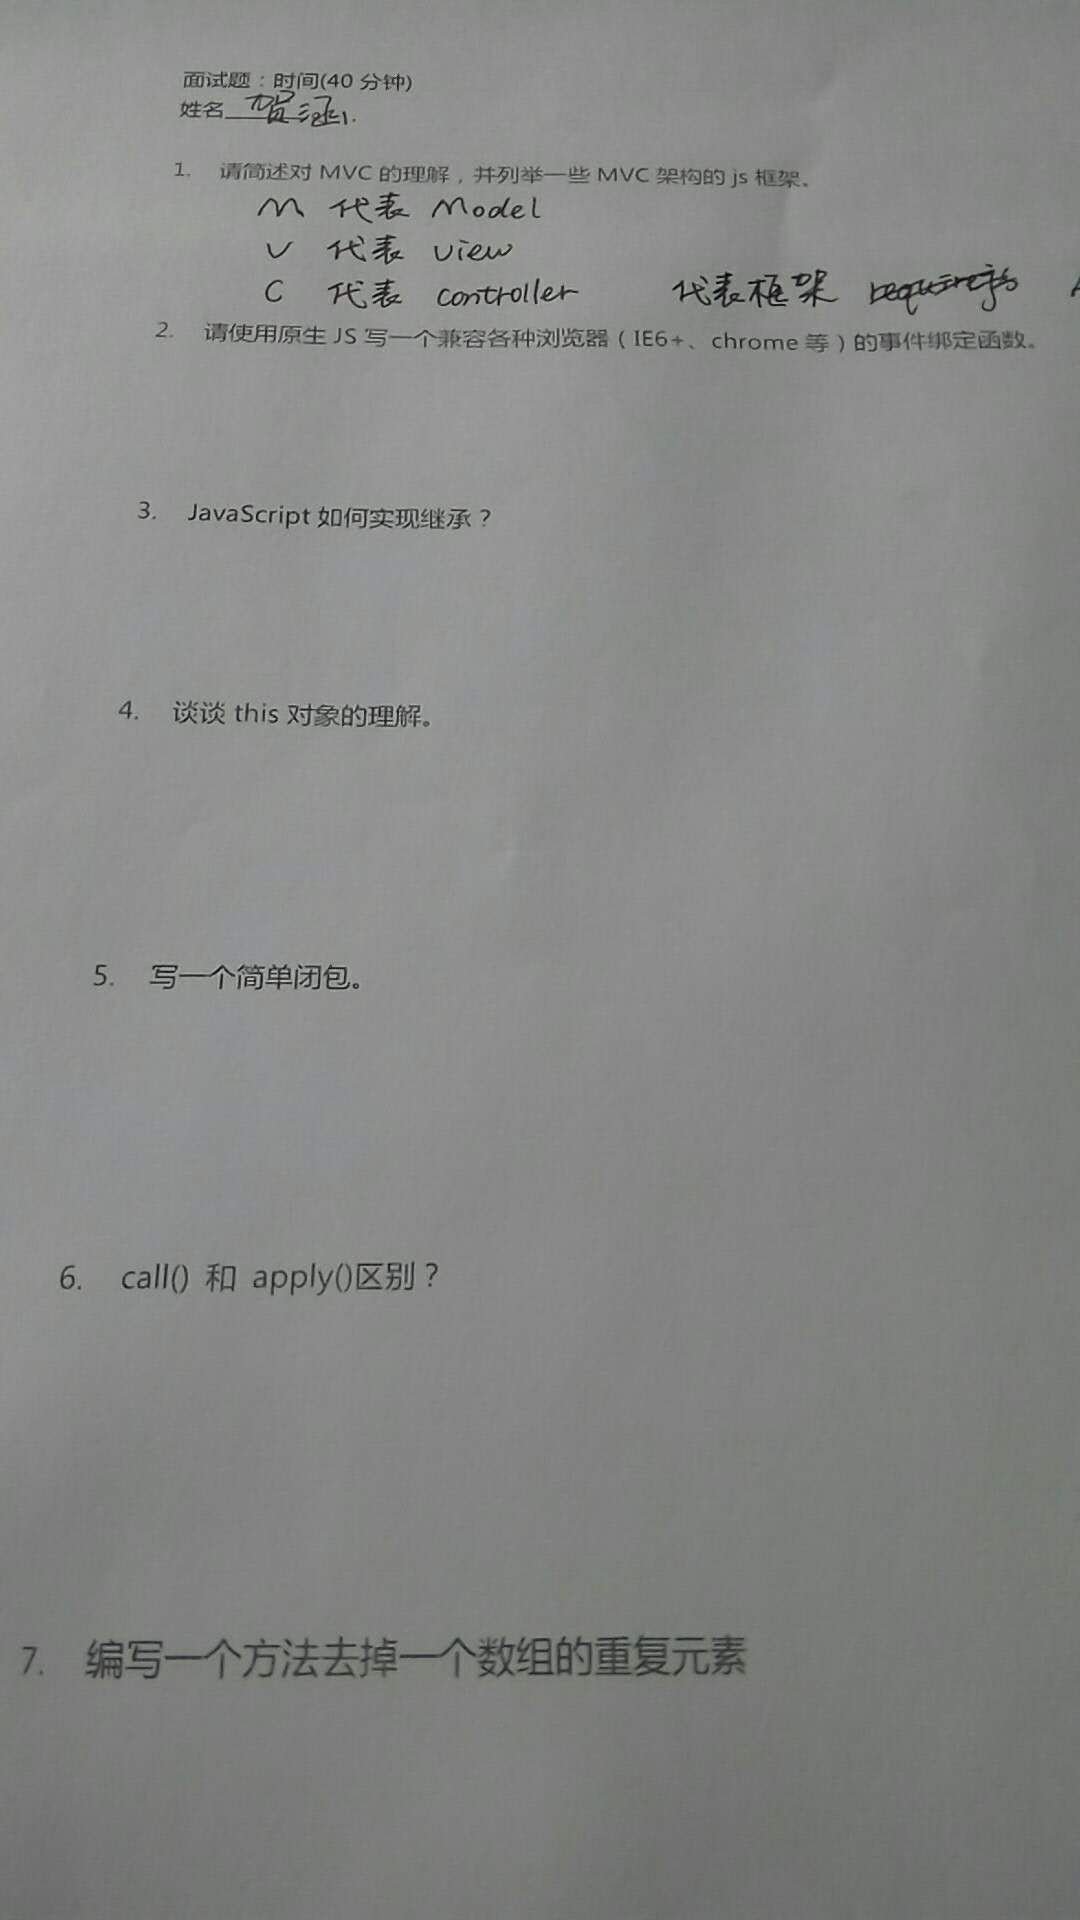 面试题：时间(40 分钟)
姓名 贺涵
1. 请简述对 MVC 的理解，并列举一些 MVC 架构的 js 框架。
M 代表 Model
V 代表 view
C 代表 controller 代表框架 requirejs
2. 请使用原生 JS 写一个兼容各种浏览器（IE6+、chrome 等）的事件绑定函数。
3. JavaScript 如何实现继承？
4. 谈谈 this 对象的理解。
5. 写一个简单闭包。
6. call() 和 apply()区别？
7. 编写一个方法去掉一个数组的重复元素